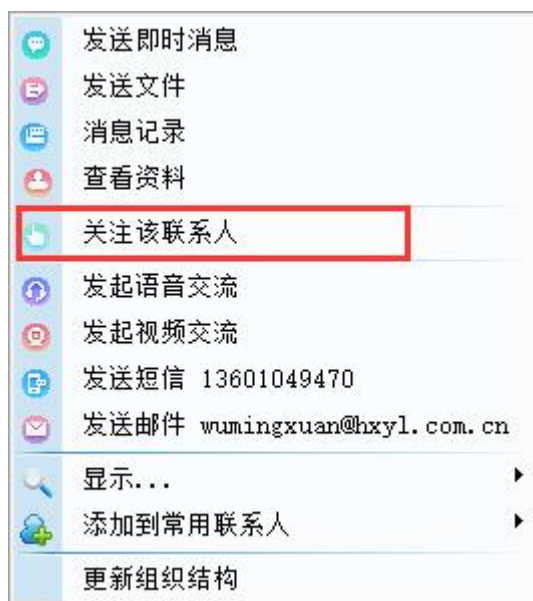 发送即时消息
发送文件
消息记录
查看资料
关注该联系人
发起语音交流
发起视频交流
发送短信 13601049470
发送邮件 wumingxuan@hxyl.com.cn
显示...
添加到常用联系人
更新组织结构